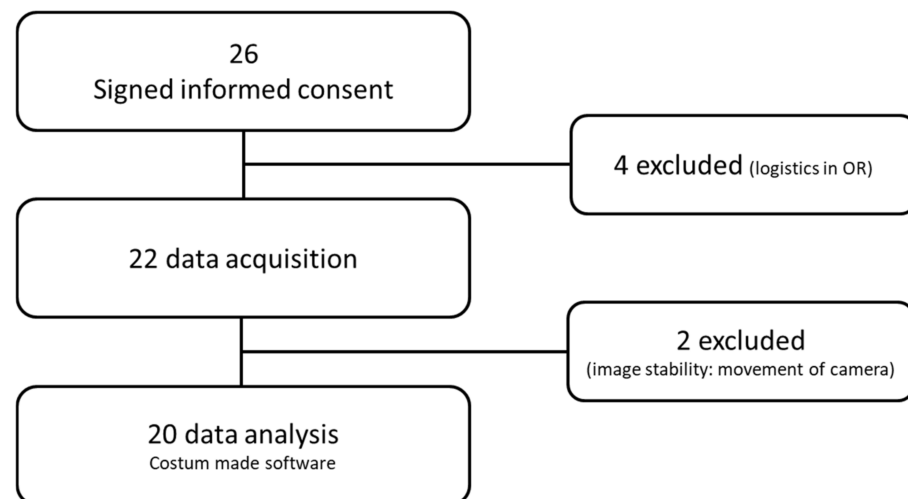 26
Signed informed consent
4 excluded (logistics in OR)
22 data acquisition
2 excluded
(image stability: movement of camera)
20 data analysis
Costum made software